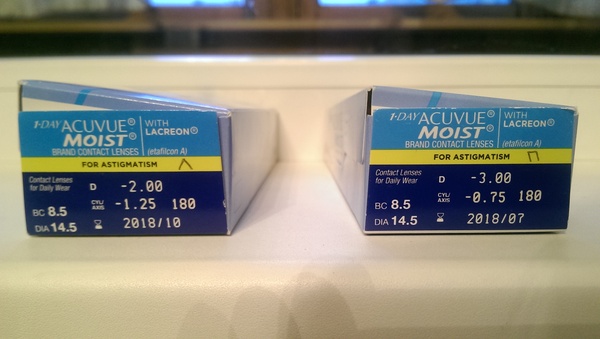 1-DAY ACUVUE®
MOIST®
WITH
LACREON®
BRAND CONTACT LENSES
(etafilcon A)
FOR ASTIGMATISM Л
Contact Lenses
for Daily Wear
D -2.00
CYL/
AXIS -1.25 180
BC 8.5
DIA 14.5 2018/10
1-DAY ACUVUE®
MOIST®
WITH
LACREON®
BRAND CONTACT LENSES
(etafilcon A)
FOR ASTIGMATISM П
Contact Lenses
for Daily Wear
D -3.00
CYL/
AXIS -0.75 180
BC 8.5
DIA 14.5 2018/07